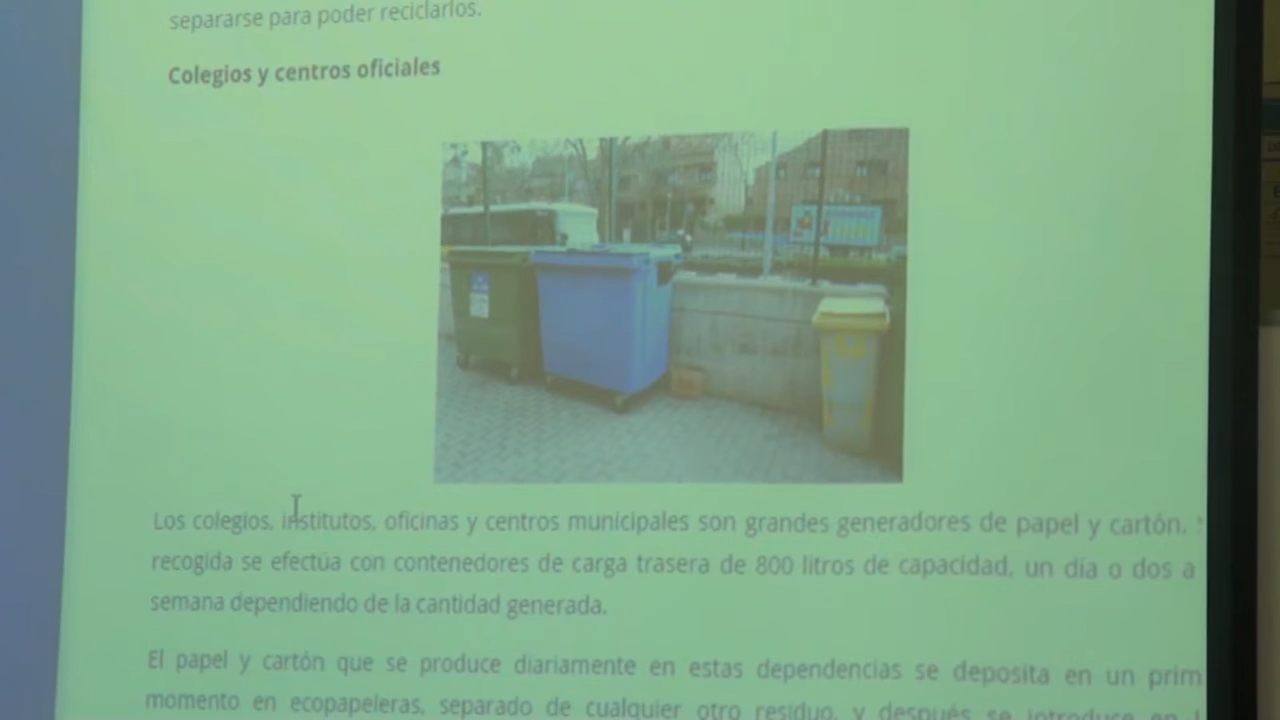 separarse para poder reciclarlos.
Colegios y centros oficiales
Los colegios, institutos, oficinas y centros municipales son grandes generadores de papel y cartón.
recogida se efectúa con contenedores de carga trasera de 800 litros de capacidad, un día o dos a
semana dependiendo de la cantidad generada.
El papel y cartón que se produce diariamente en estas dependencias se deposita en un prim
momento en ecopapeleras, separado de cualquier otro residuo, y después se introduce en